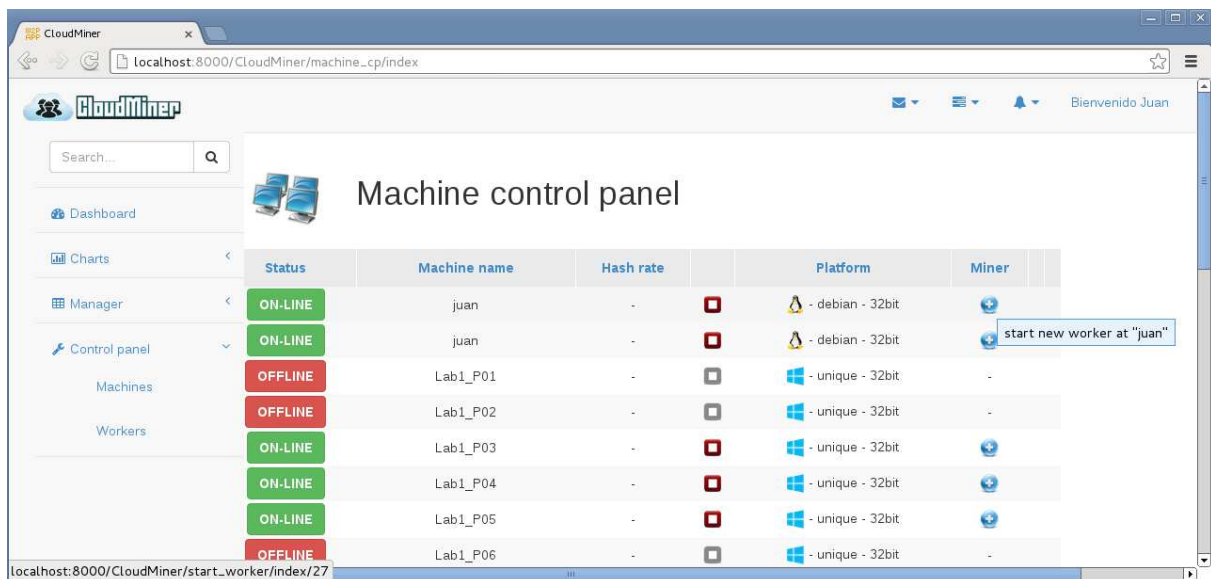 CloudMiner
localhost:8000/CloudMiner/machine_cp/index
CloudMiner
Bienvenido Juan
Search...
Dashboard
Charts
Manager
Control panel
Machines
Workers
Machine control panel
Status Machine name Hash rate Platform Miner
ON-LINE juan - - debian - 32bit
ON-LINE juan - - debian - 32bit
start new worker at "juan"
OFFLINE Lab1_P01 - - unique - 32bit -
OFFLINE Lab1_P02 - - unique - 32bit -
ON-LINE Lab1_P03 - - unique - 32bit
ON-LINE Lab1_P04 - - unique - 32bit
ON-LINE Lab1_P05 - - unique - 32bit
OFFLINE Lab1_P06 - - unique - 32bit -
localhost:8000/CloudMiner/start_worker/index/27